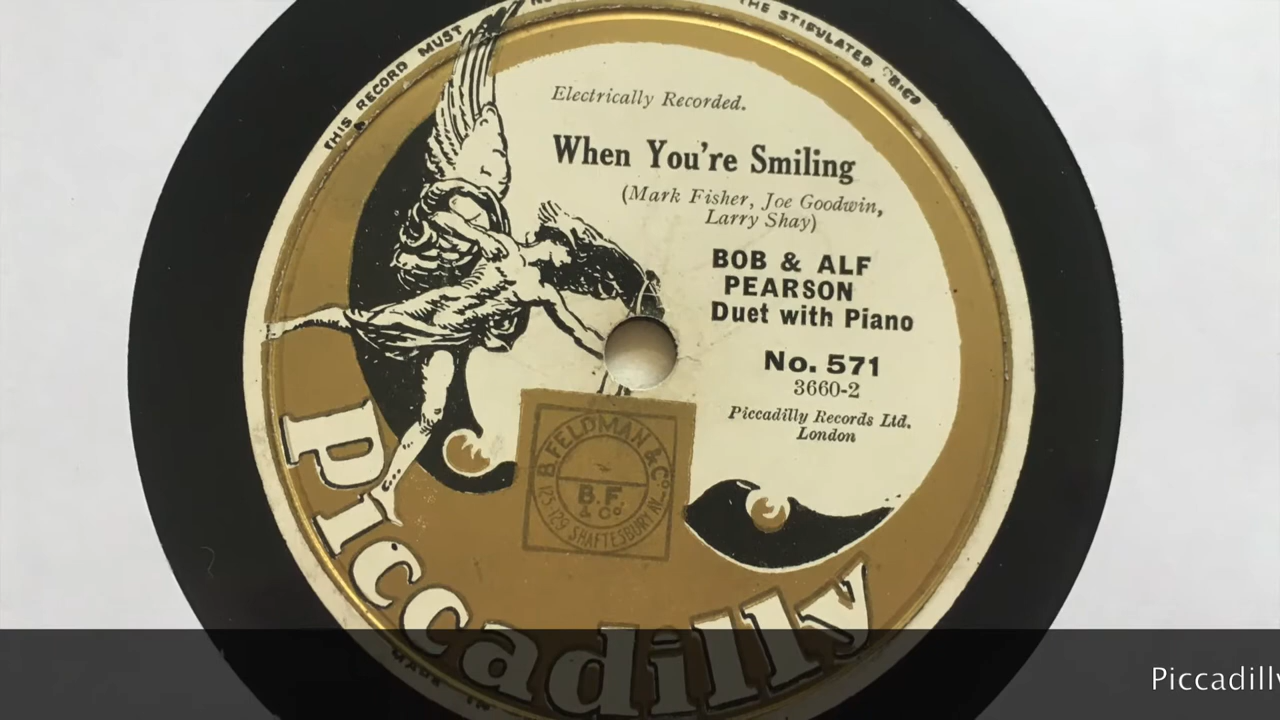 THIS RECORD MUST
THE STIPULATED
Electrically Recorded.
When You're Smiling
(Mark Fisher, Joe Goodwin,
Larry Shay)
BOB & ALF
PEARSON
Duet with Piano
No. 571
3660-2
Piccadilly Records Ltd.
London
B. FELDMAN & Co
B.F.
& Co.
125-129 SHAFTESBURY AV.
Piccadilly
MADE IN
Piccadilly